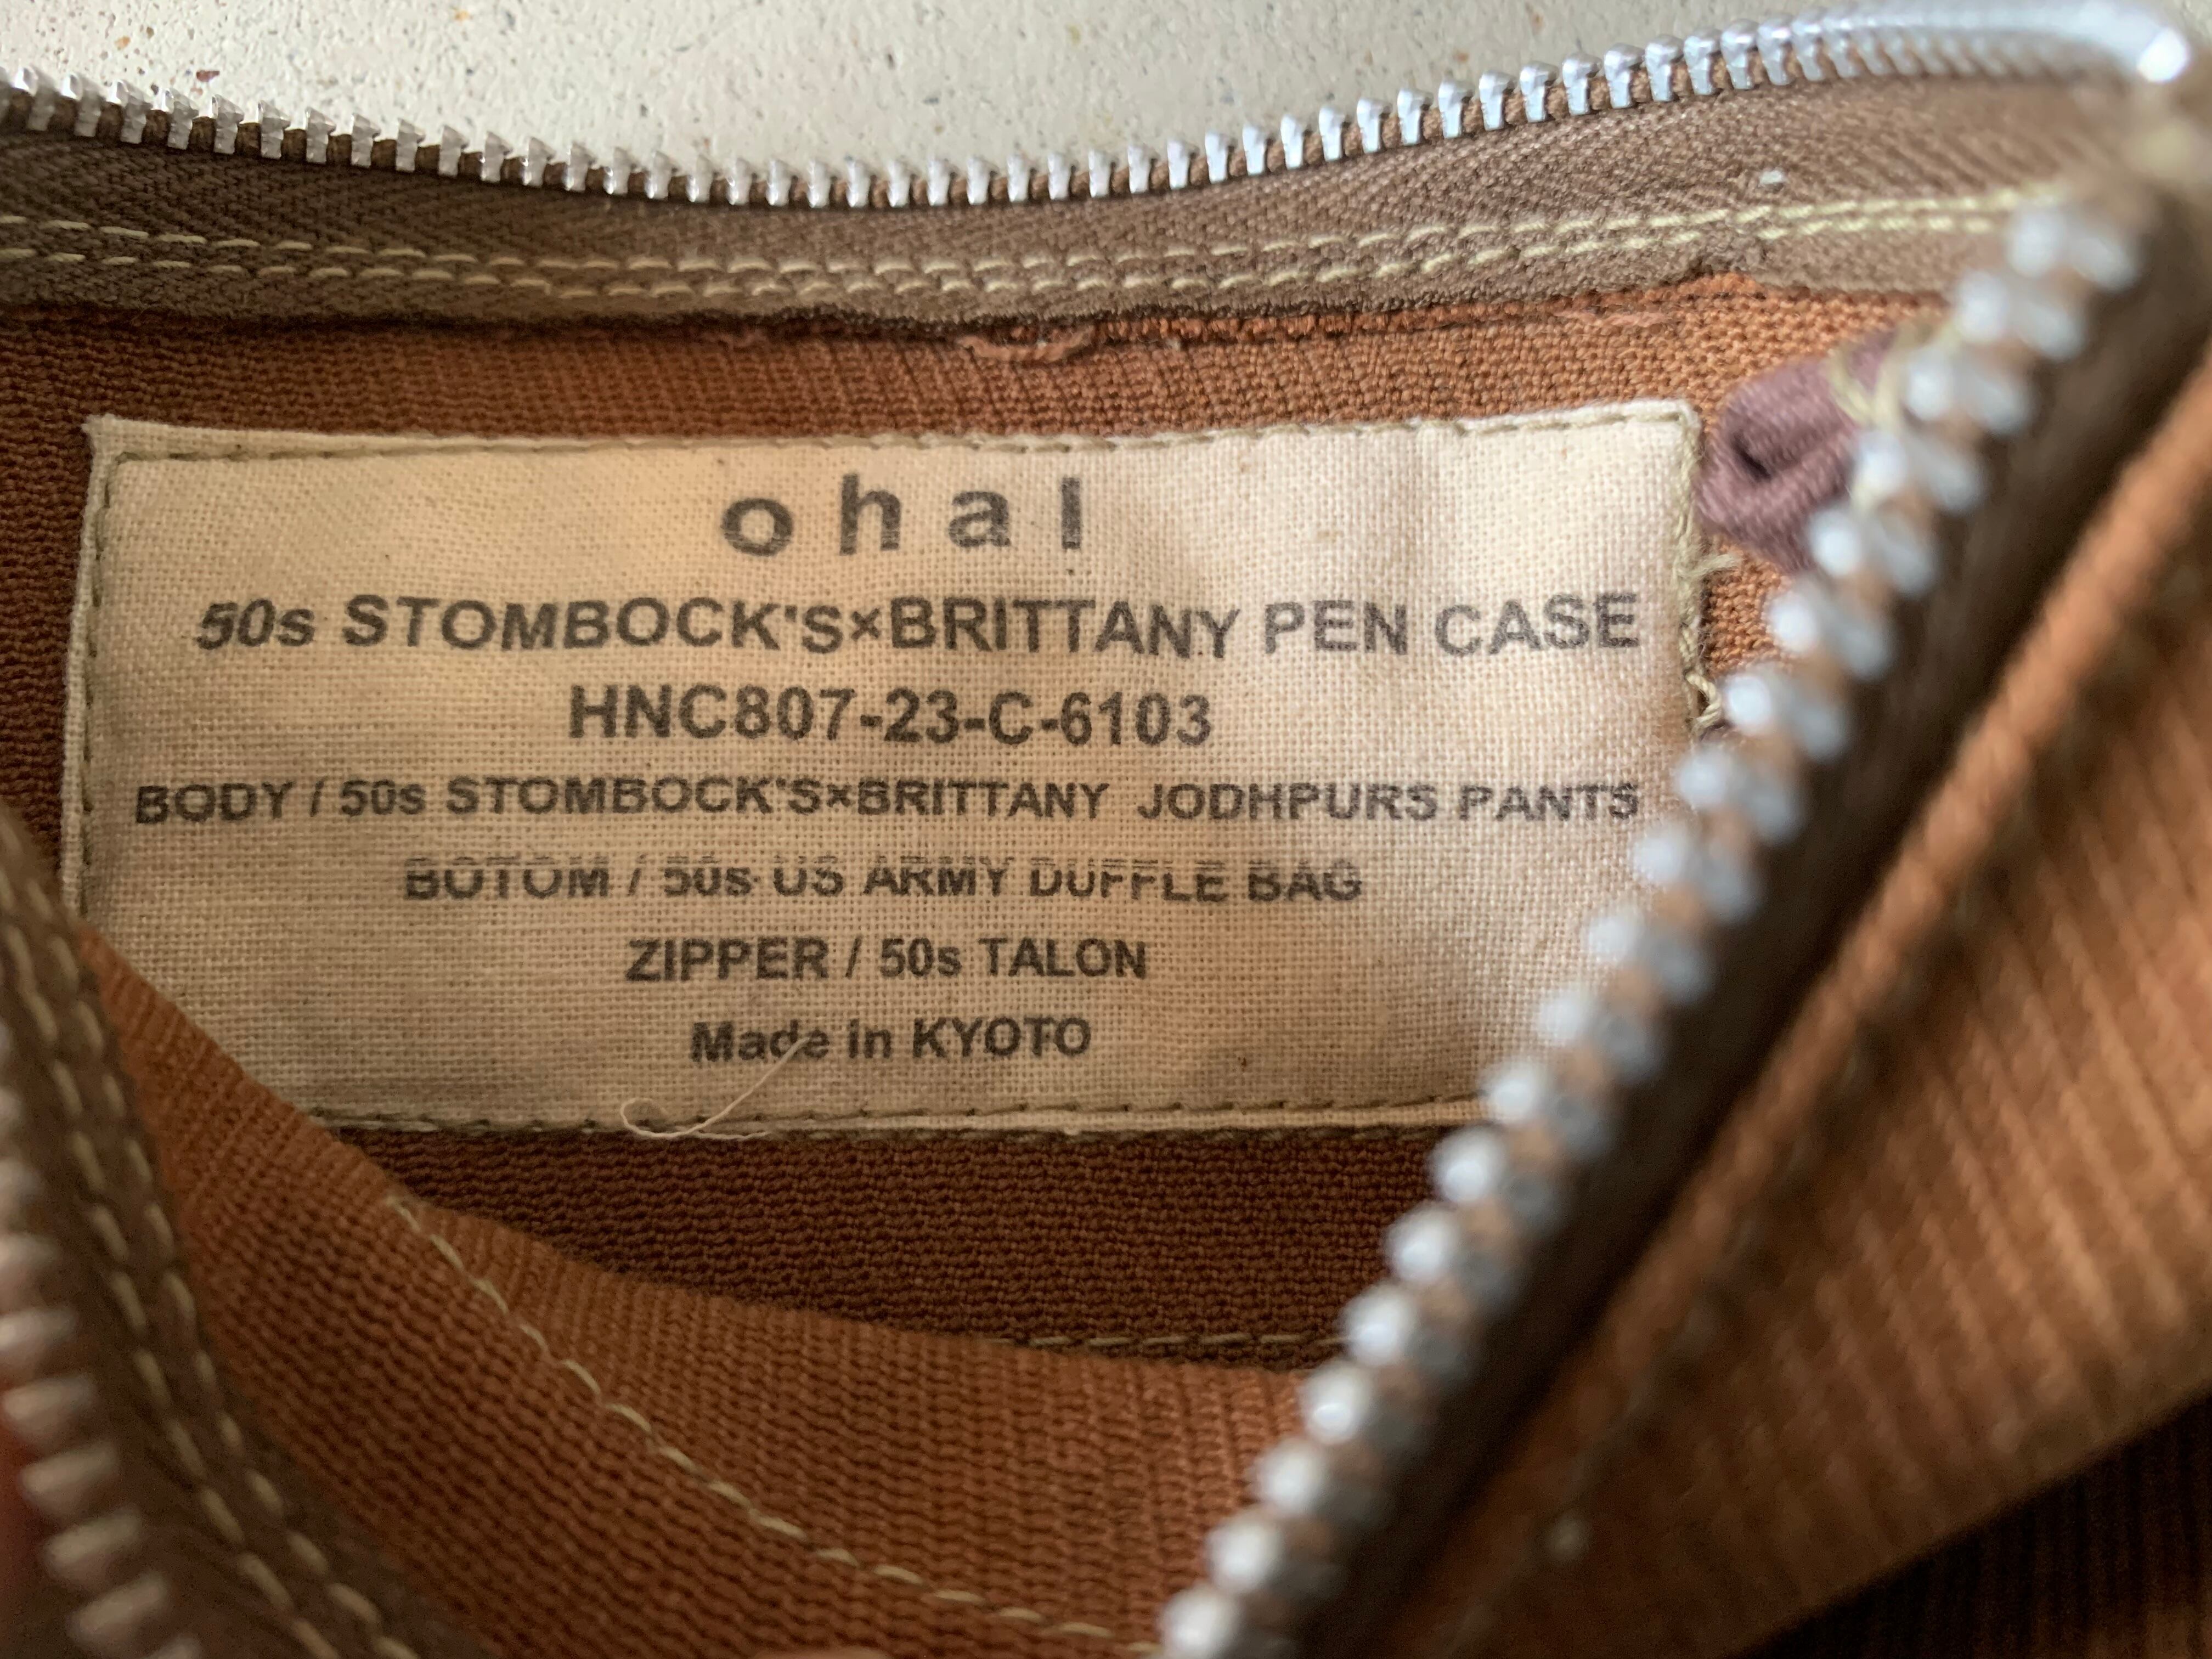 ohal
50s STOMBOCK'S×BRITTANY PEN CASE
HNC807-23-C-6103
BODY / 50s STOMBOCK'S×BRITTANY JODHPURS PANTS
BOTOM / 50s US ARMY DUFFLE BAG
ZIPPER / 50s TALON
Made in KYOTO